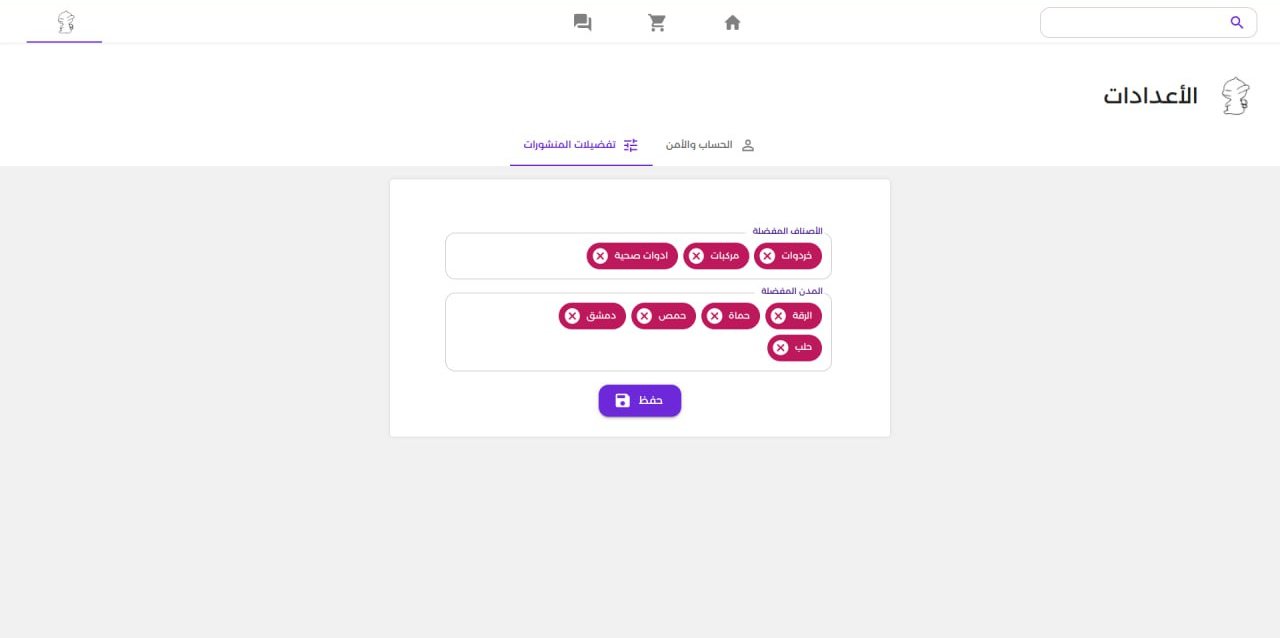 الأعدادات
الحساب والأمن تفضيلات المنشورات
الأصناف المفضلة
خردوات مركبات ادوات صحية
المدن المفضلة
الرقة حماة حمص دمشق
حلب
حفظ